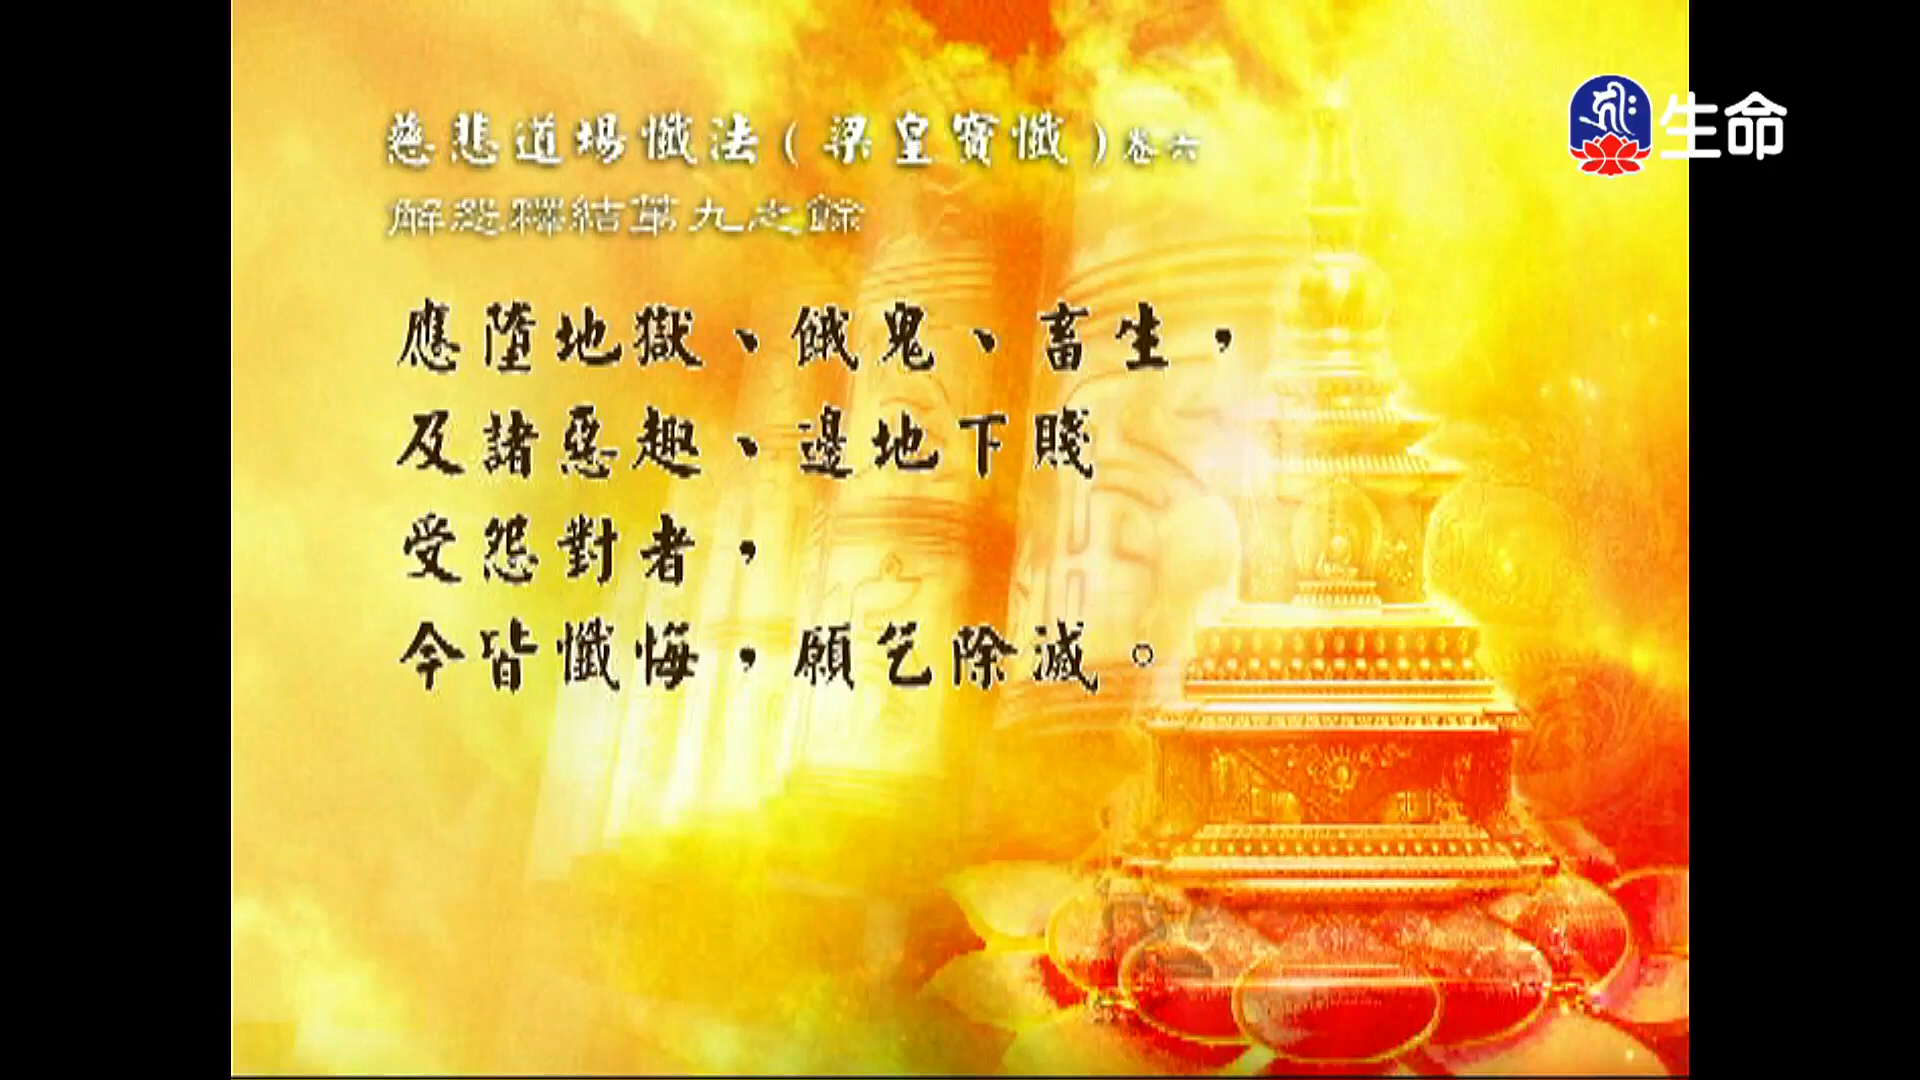 慈悲道場懺法(梁皇寶懺)卷六
生命
解怨釋結第九之餘
應墮地獄、餓鬼、畜生，
及諸惡趣、邊地下賤
受怨對者，
今皆懺悔，願乞除滅。